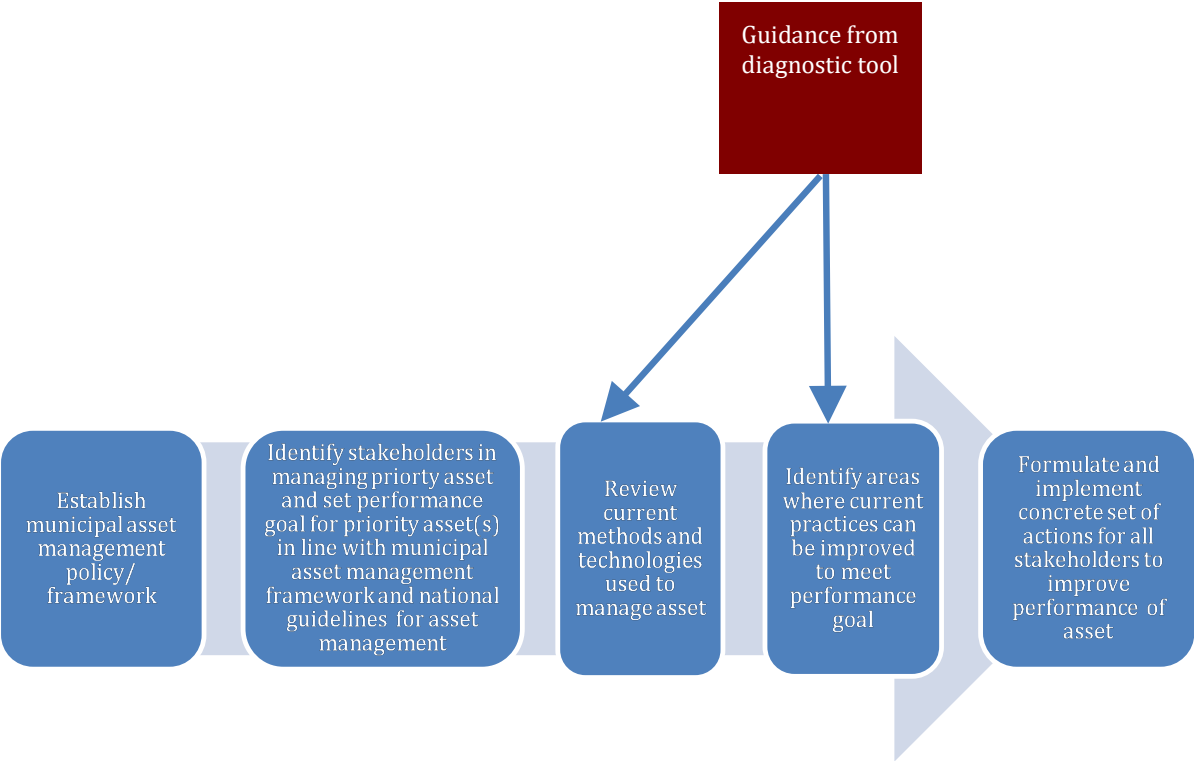 Guidance from
diagnostic tool
Establish
municipal asset
management
policy/
framework
Identify stakeholders in
managing priorty asset
and set performance
goal for priority asset(s)
in line with municipal
asset management
framework and national
guidelines for asset
management
Review
current
methods and
technologies
used to
manage asset
Identify areas
where current
practices can
be improved
to meet
performance
goal
Formulate and
implement
concrete set of
actions for all
stakeholders to
improve
performance of
asset